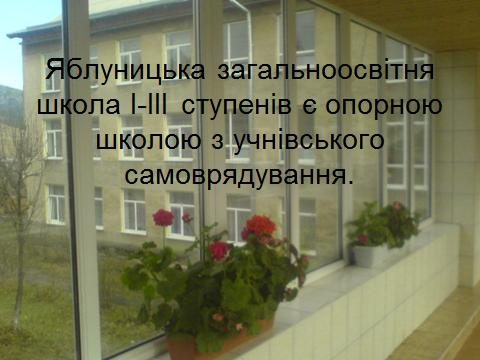 Яблуницька загальноосвітня
школа І-ІІІ ступенів є опорною
школою з учнівського
самоврядування.